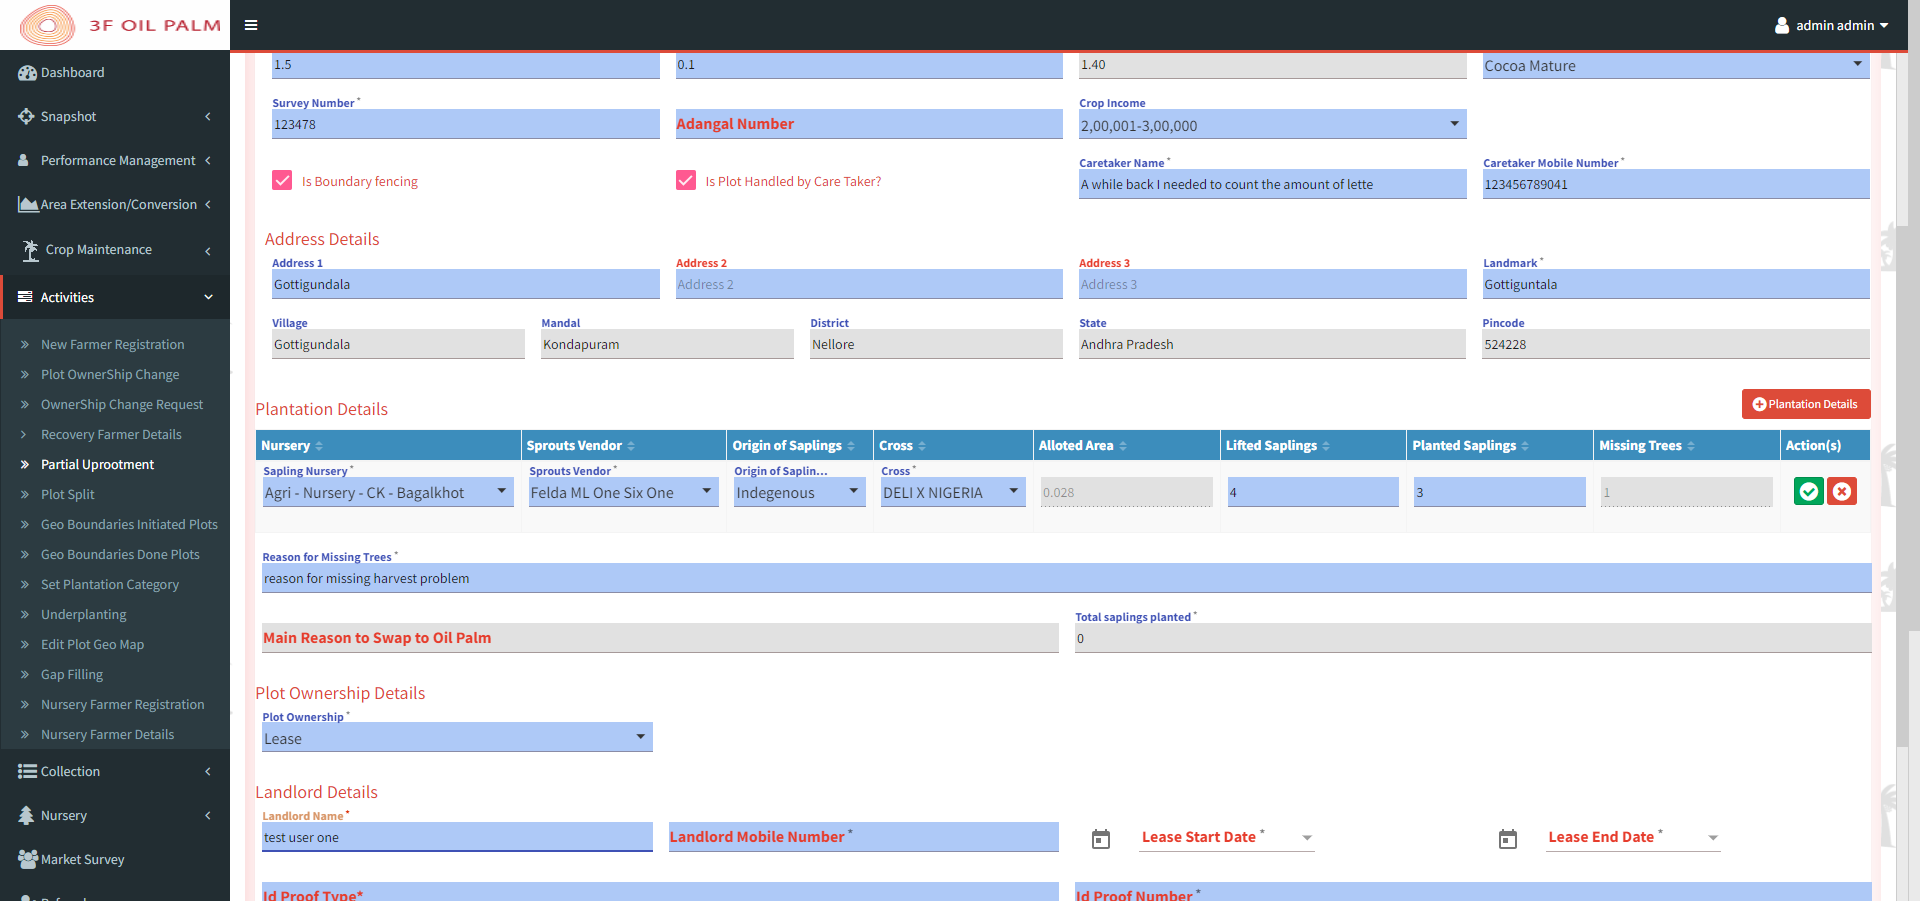 3F OIL PALM
admin admin
Dashboard
Snapshot
Performance Management
Area Extension/Conversion
Crop Maintenance
Activities
New Farmer Registration
Plot OwnerShip Change
OwnerShip Change Request
Recovery Farmer Details
Partial Uprootment
Plot Split
Geo Boundaries Initiated Plots
Geo Boundaries Done Plots
Set Plantation Category
Underplanting
Edit Plot Geo Map
Gap Filling
Nursery Farmer Registration
Nursery Farmer Details
Collection
Nursery
Market Survey
1.5 0.1 1.40 Cocoa Mature
Survey Number * Crop Income
123478 Adangal Number 2,00,001-3,00,000
Caretaker Name * Caretaker Mobile Number *
Is Boundary fencing Is Plot Handled by Care Taker? A while back I needed to count the amount of lette 123456789041
Address Details
Address 1 Address 2 Address 3 Landmark *
Gottigundala Address 2 Address 3 Gottiguntala
Village Mandal District State Pincode
Gottigundala Kondapuram Nellore Andhra Pradesh 524228
Plantation Details Plantation Details
Nursery Sprouts Vendor Origin of Saplings Cross Alloted Area Lifted Saplings Planted Saplings Missing Trees Action(s)
Sapling Nursery * Sprouts Vendor * Origin of Saplin... Cross *
Agri - Nursery - CK - Bagalkhot Felda ML One Six One Indegenous DELI X NIGERIA 0.028 4 3 1
Reason for Missing Trees *
reason for missing harvest problem
Total saplings planted *
Main Reason to Swap to Oil Palm 0
Plot Ownership Details
Plot Ownership *
Lease
Landlord Details
Landlord Name *
test user one Landlord Mobile Number * Lease Start Date * Lease End Date *
Id Proof Type* Id Proof Number *